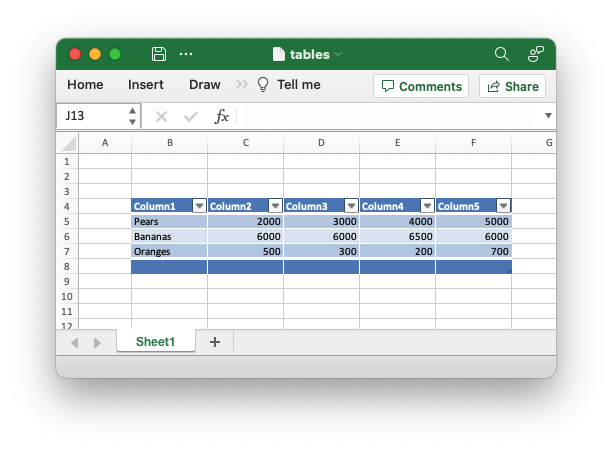 tables
Home Insert Draw Tell me Comments Share
J13 fx
A B C D E F G
1
2
3
4 Column1 Column2 Column3 Column4 Column5
5 Pears 2000 3000 4000 5000
6 Bananas 6000 6000 6500 6000
7 Oranges 500 300 200 700
8
9
10
11
12
Sheet1 +